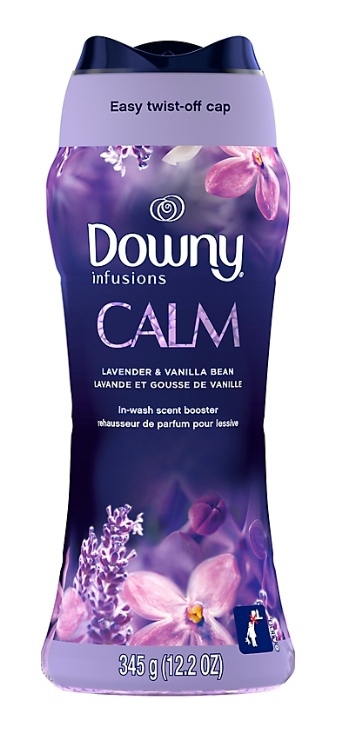 Easy twist-off cap
Downy
infusions
CALM
LAVENDER & VANILLA BEAN
LAVANDE ET GOUSSE DE VANILLE
in-wash scent booster
rehausseur de parfum pour lessive
345 g (12.2 OZ)